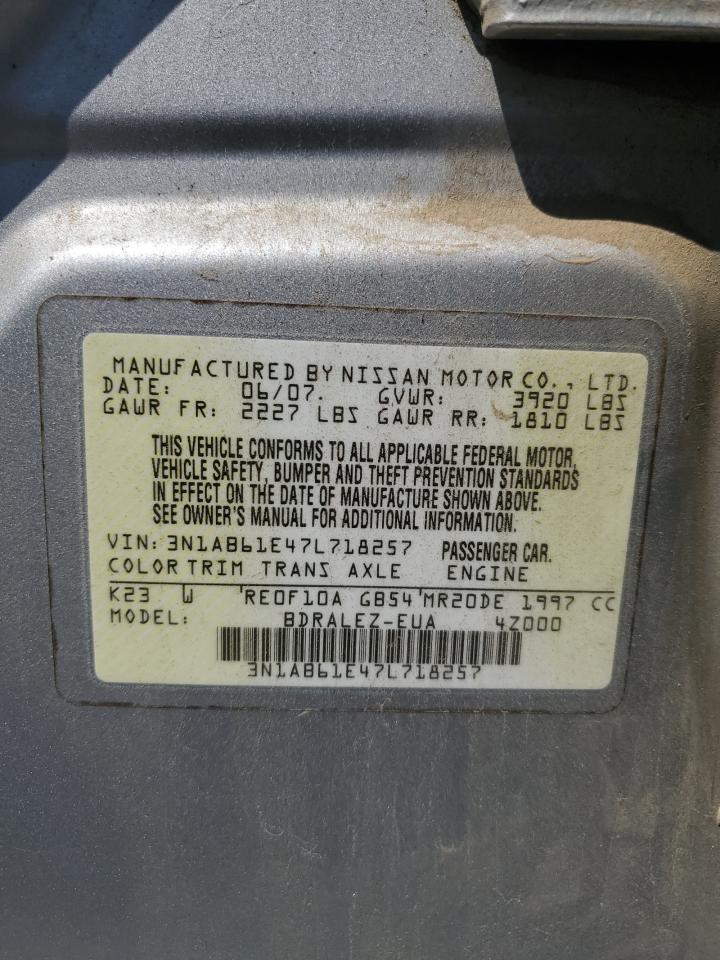 MANUFACTURED BY NISSAN MOTOR CO., LTD.
DATE: 06/07. GVWR: 3920 LBS
GAWR FR: 2227 LBS GAWR RR: 1810 LBS
THIS VEHICLE CONFORMS TO ALL APPLICABLE FEDERAL MOTOR
VEHICLE SAFETY, BUMPER AND THEFT PREVENTION STANDARDS
IN EFFECT ON THE DATE OF MANUFACTURE SHOWN ABOVE.
SEE OWNER'S MANUAL FOR ADDITIONAL INFORMATION.
VIN: 3N1AB61E47L718257 PASSENGER CAR.
COLOR TRIM TRANS AXLE ENGINE
K23 W RE0F10A GB54 MR20DE 1997 CC
MODEL: BDRALEZ-EUA 4Z000
3N1AB61E47L718257